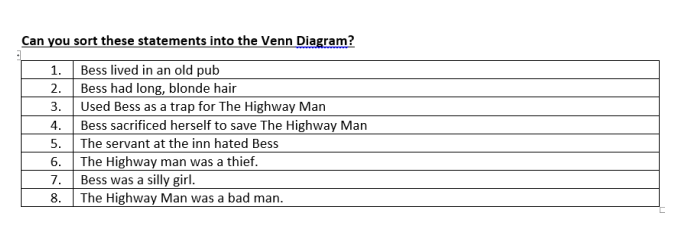 Can you sort these statements into the Venn Diagram?
1. Bess lived in an old pub
2. Bess had long, blonde hair
3. Used Bess as a trap for The Highway Man
4. Bess sacrificed herself to save The Highway Man
5. The servant at the inn hated Bess
6. The Highway man was a thief.
7. Bess was a silly girl.
8. The Highway Man was a bad man.